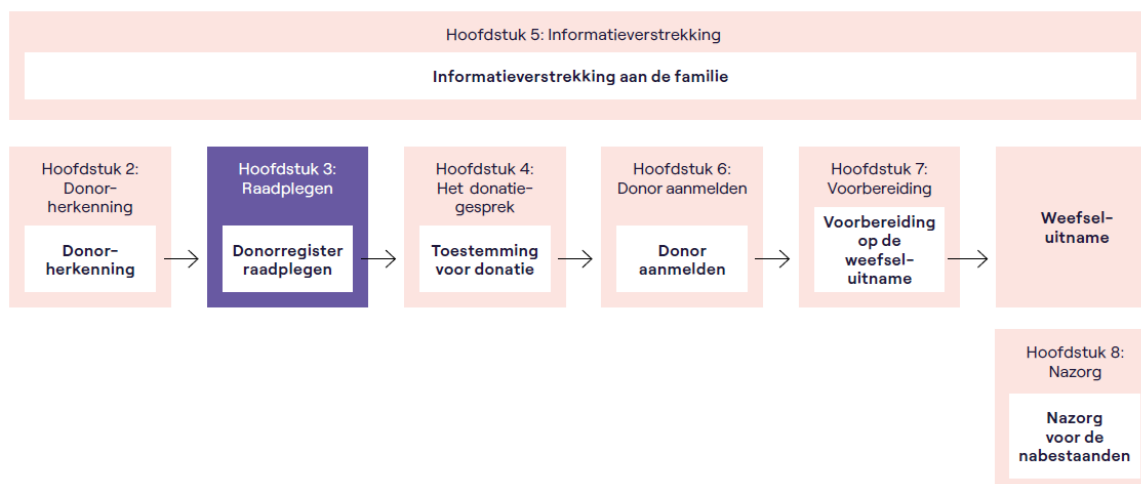 Hoofdstuk 5: Informatieverstrekking
Informatieverstrekking aan de familie
Hoofdstuk 2:
Donor-
herkenning
Donor-
herkenning
Hoofdstuk 3:
Raadplegen
Donorregister
raadplegen
Hoofdstuk 4:
Het donatie-
gesprek
Toestemming
voor donatie
Hoofdstuk 6:
Donor aanmelden
Donor
aanmelden
Hoofdstuk 7:
Voorbereiding
Voorbereiding
op de
weefsel-
uitname
Weefsel-
uitname
Hoofdstuk 8:
Nazorg
Nazorg
voor de
nabestaanden